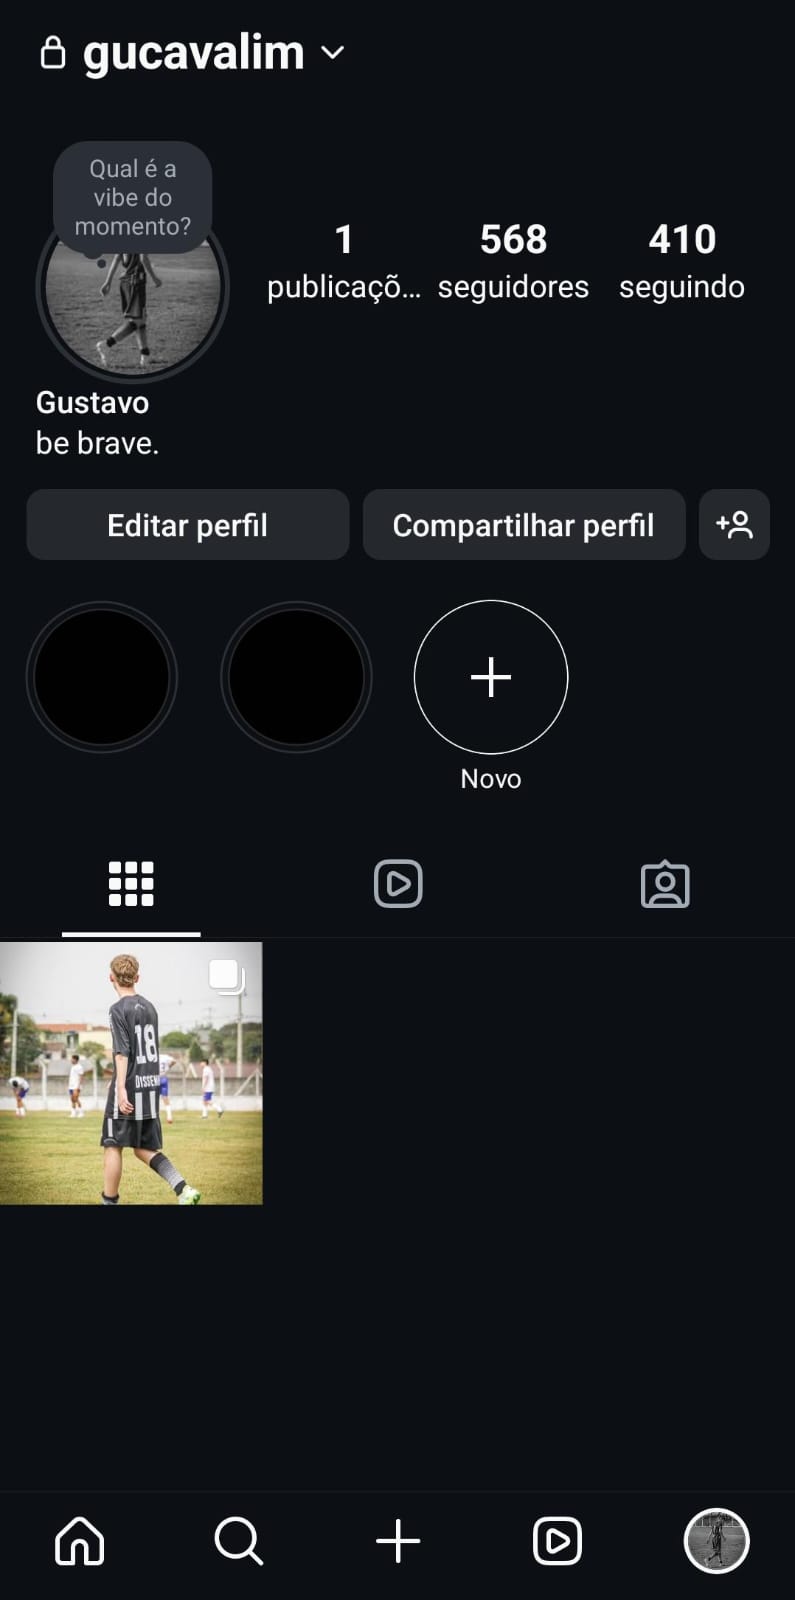 gucavalim
Qual é a
vibe do
momento?
1
publicaçõ...
568
seguidores
410
seguindo
Gustavo
be brave.
Editar perfil
Compartilhar perfil
Novo
18